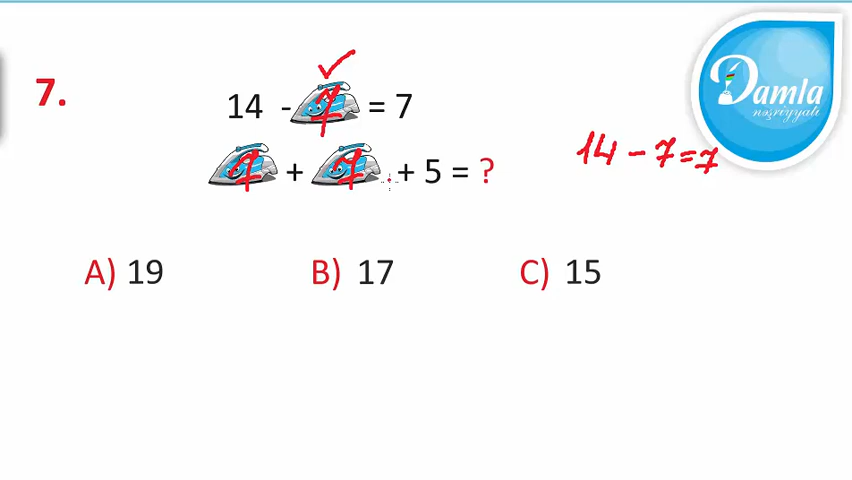 7.
14 - 7 = 7
7 + 7 + 5 = ?
14 - 7 = 7
Damla
nəşriyyatı
A) 19 B) 17 C) 15